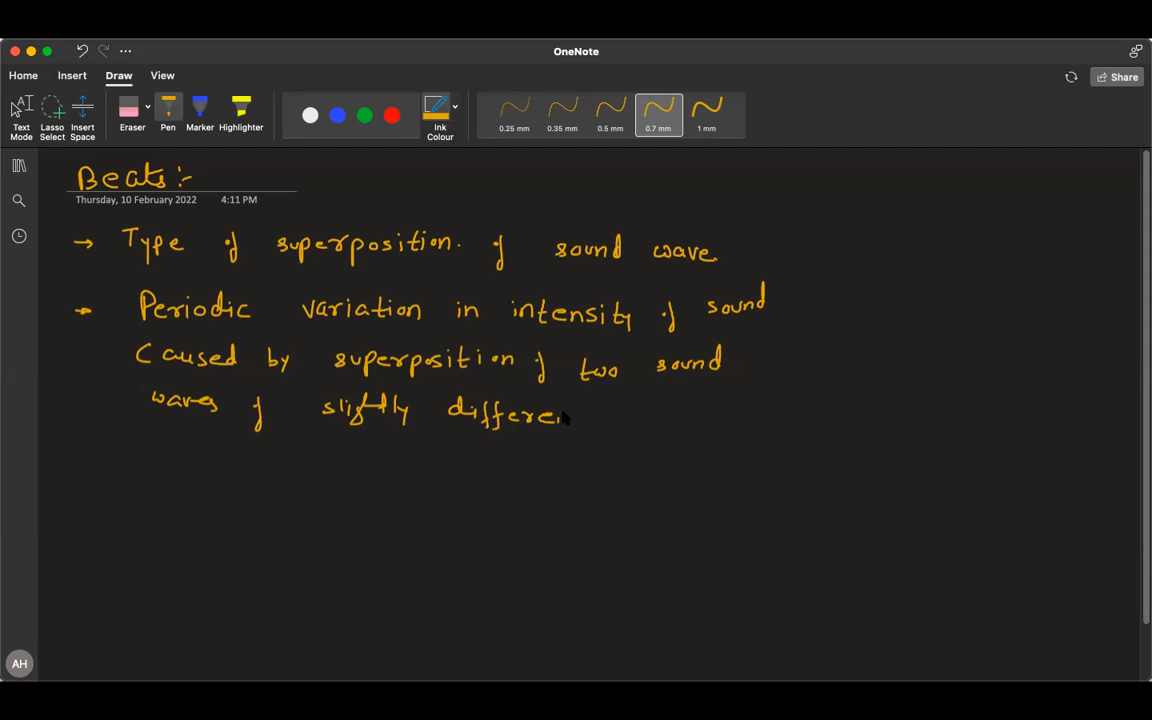 OneNote
Home Insert Draw View
Share
Text Mode
Lasso Select
Insert Space
Eraser
Pen
Marker
Highlighter
Ink Colour
0.25 mm
0.35 mm
0.5 mm
0.7 mm
1 mm
Beats :-
Thursday, 10 February 2022 4:11 PM
→ Type of superposition. of sound wave
→ Periodic variation in intensity of sound
Caused by superposition of two sound
waves of slightly differen
AH